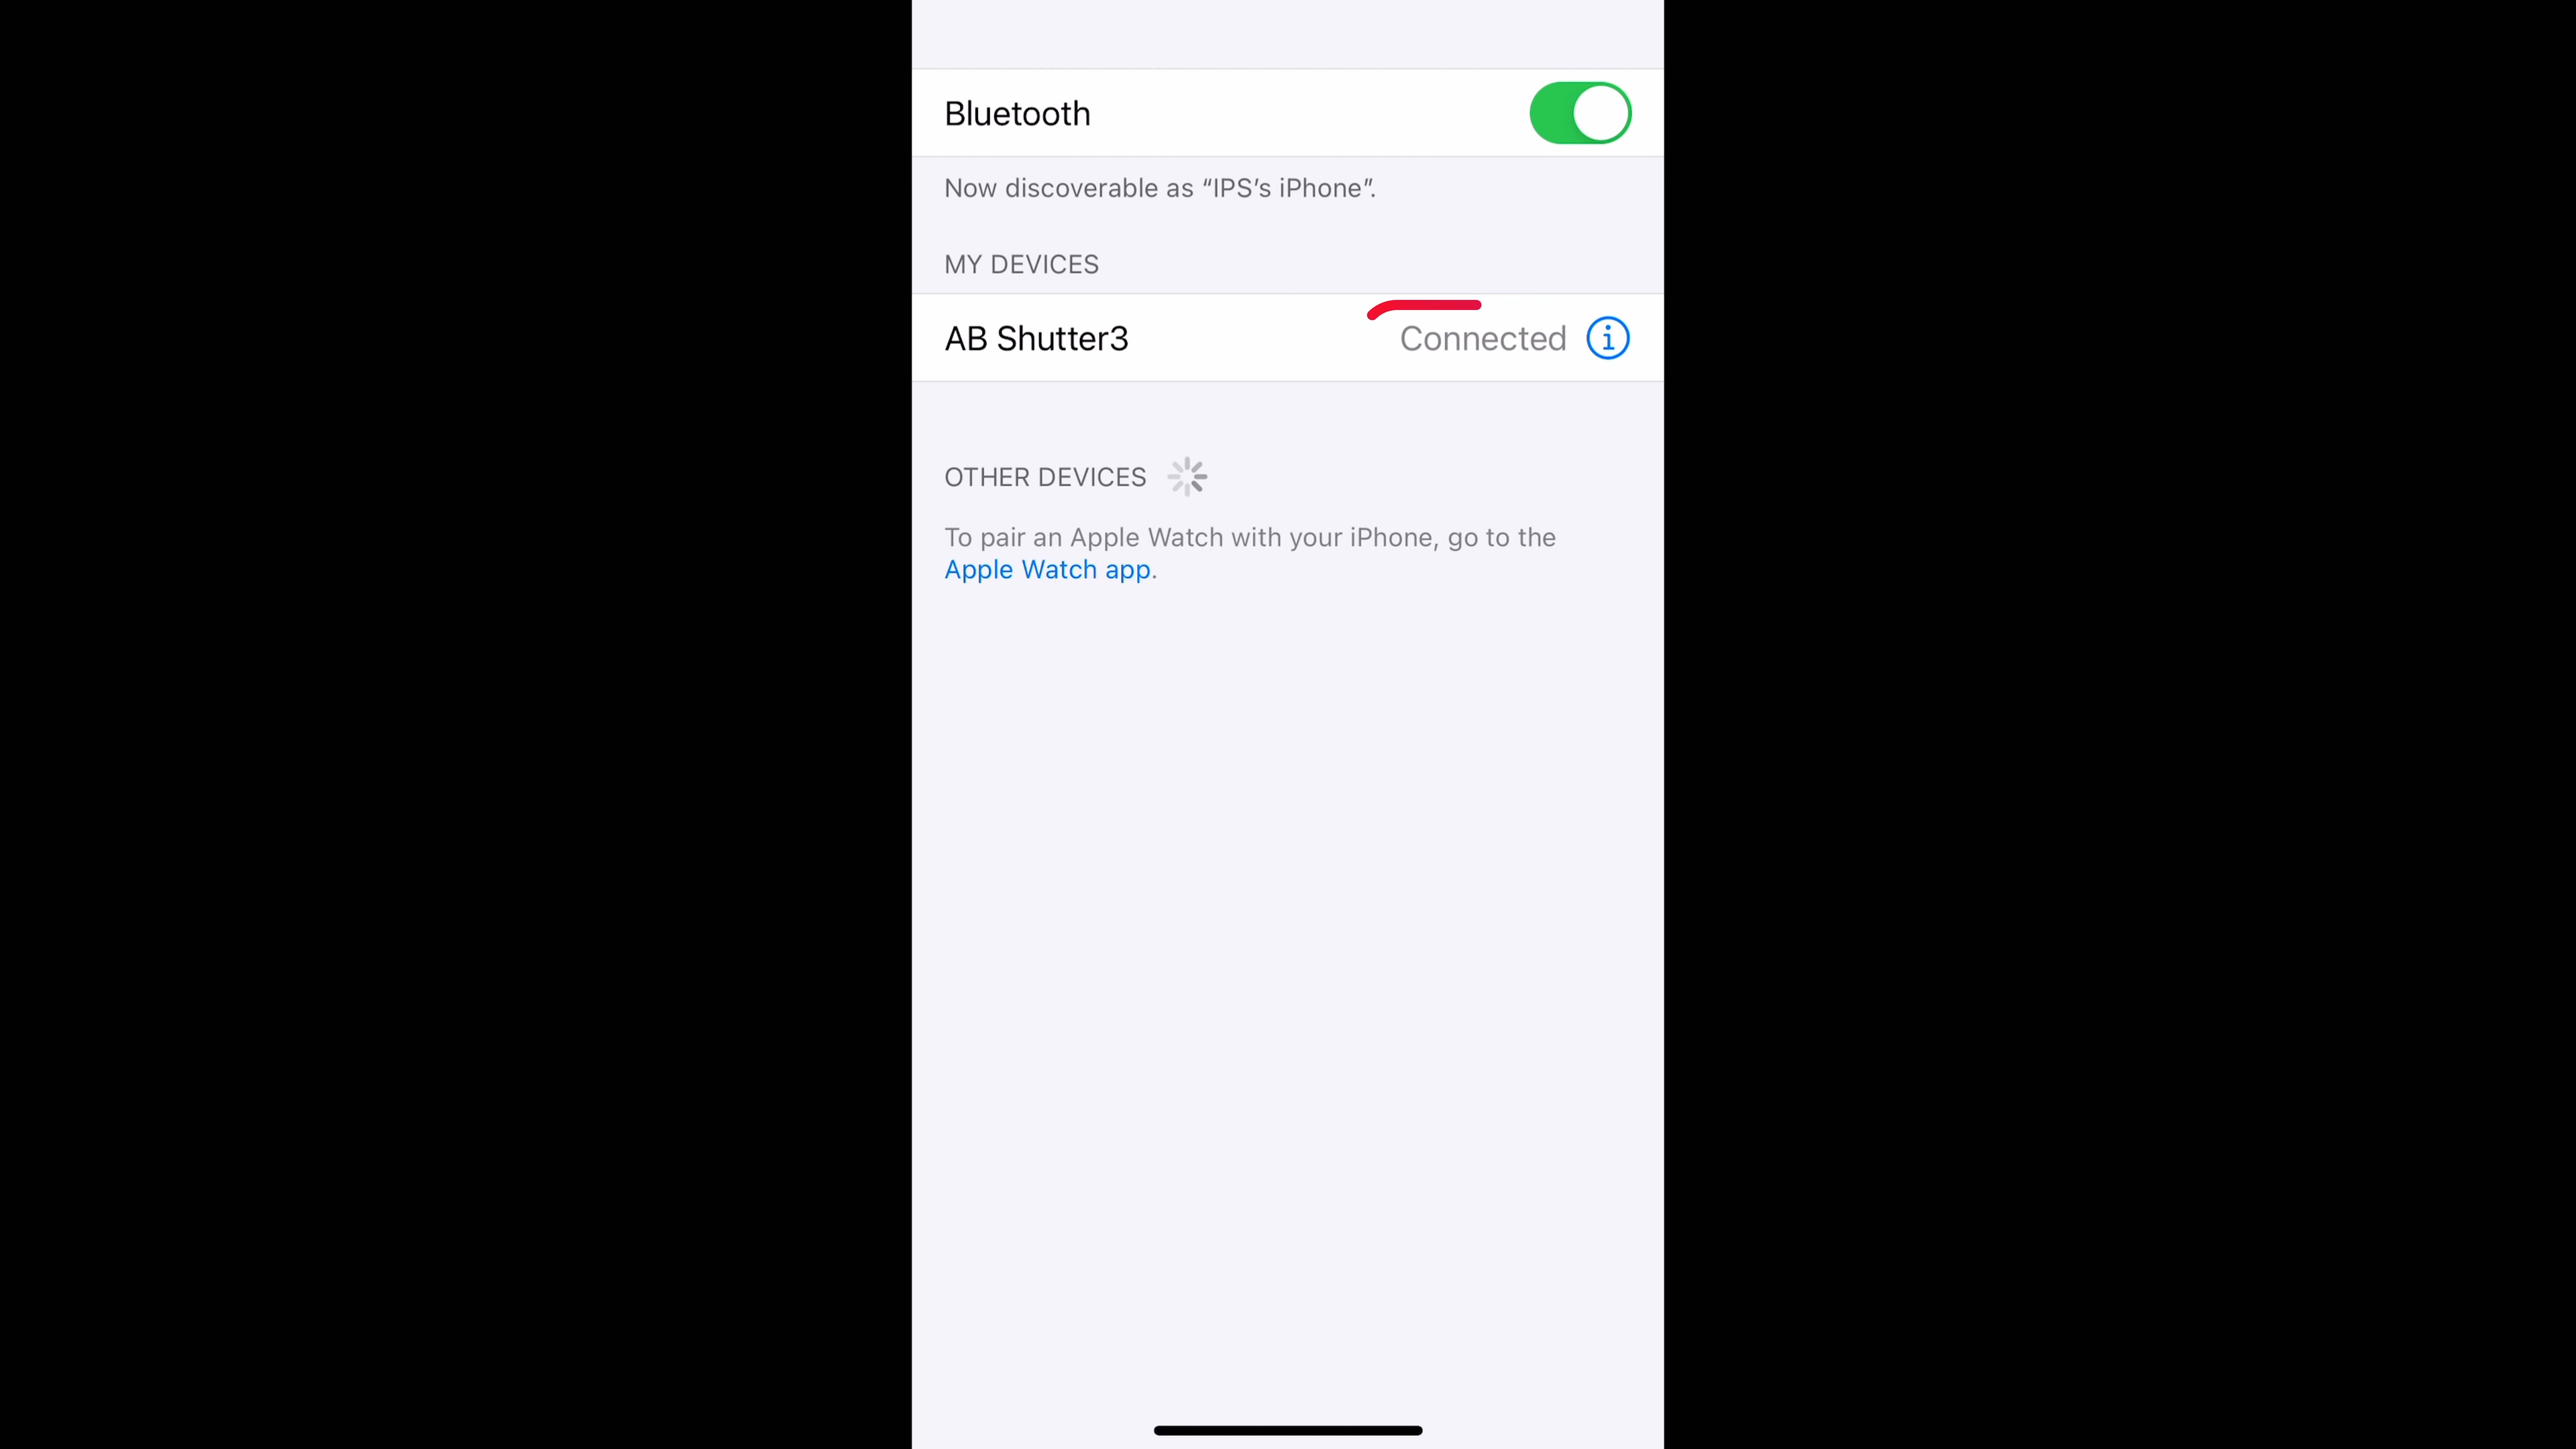 Bluetooth
Now discoverable as “IPS’s iPhone”.
MY DEVICES
AB Shutter3 Connected
OTHER DEVICES
To pair an Apple Watch with your iPhone, go to the
Apple Watch app.